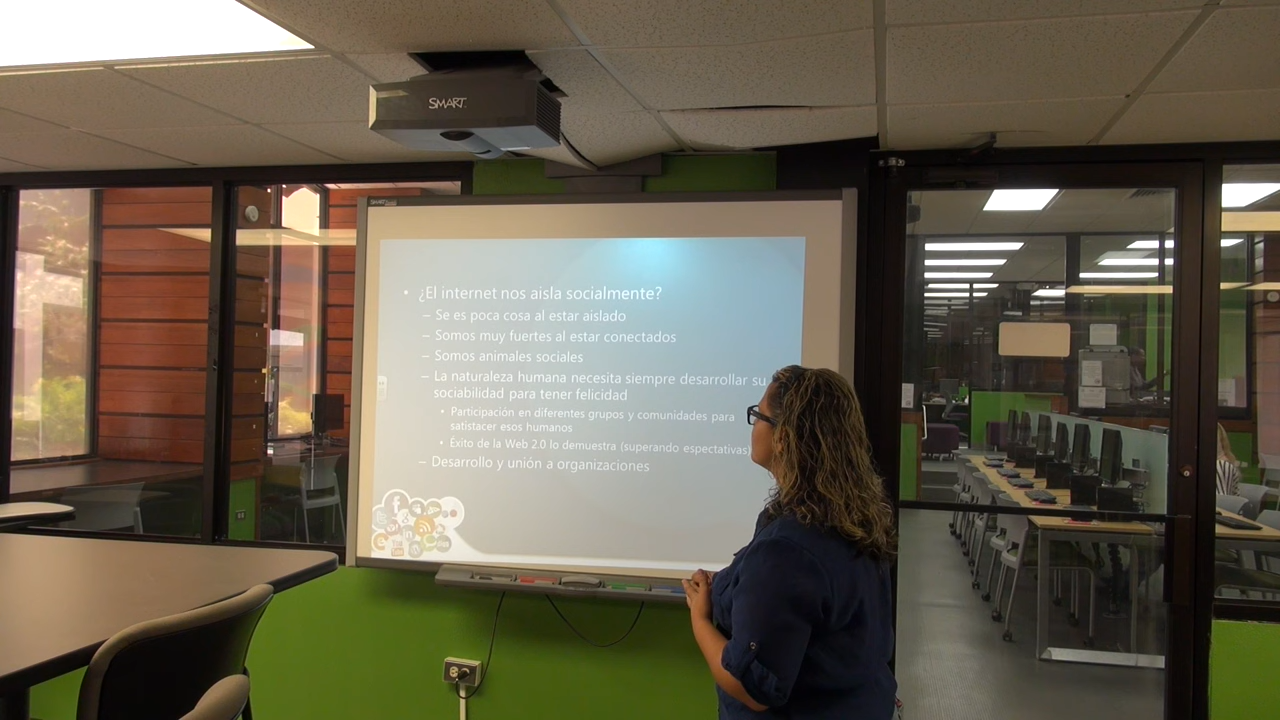 SMART
SMART
• ¿El internet nos aisla socialmente?
– Se es poca cosa al estar aislado
– Somos muy fuertes al estar conectados
– Somos animales sociales
– La naturaleza humana necesita siempre desarrollar su
sociabilidad para tener felicidad
• Participación en diferentes grupos y comunidades para
satistacer esos humanos
• Éxito de la Web 2.0 lo demuestra (superando espectativas)
– Desarrollo y unión a organizaciones